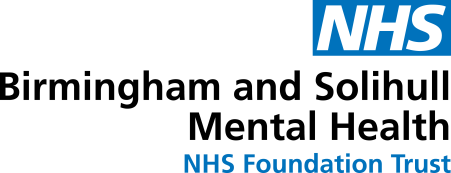 NHS
Birmingham and Solihull
Mental Health
NHS Foundation Trust